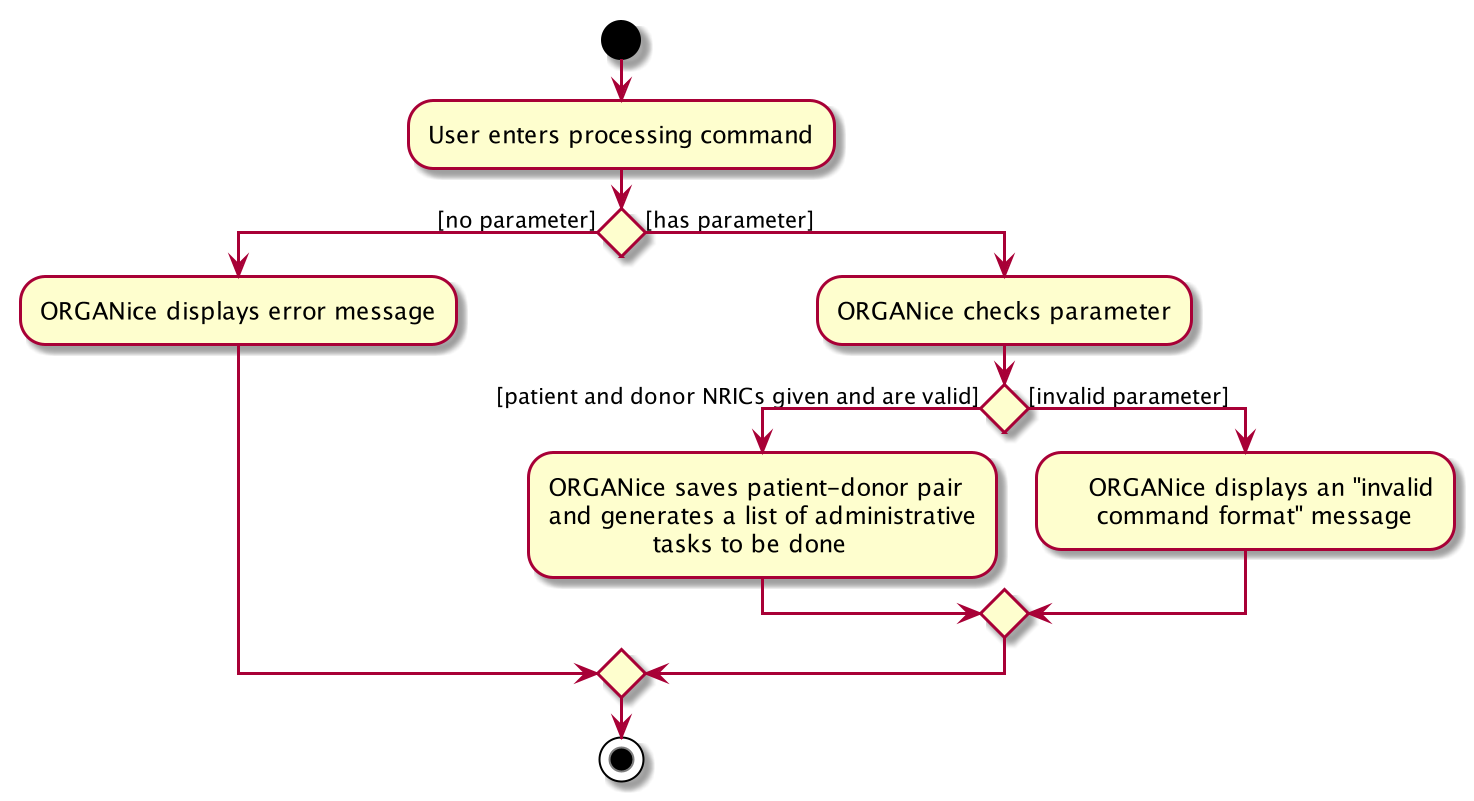 User enters processing command
[no parameter]
[has parameter]
ORGANice displays error message
ORGANice checks parameter
[patient and donor NRICs given and are valid]
[invalid parameter]
ORGANice saves patient-donor pair
and generates a list of administrative
tasks to be done
ORGANice displays an "invalid
command format" message